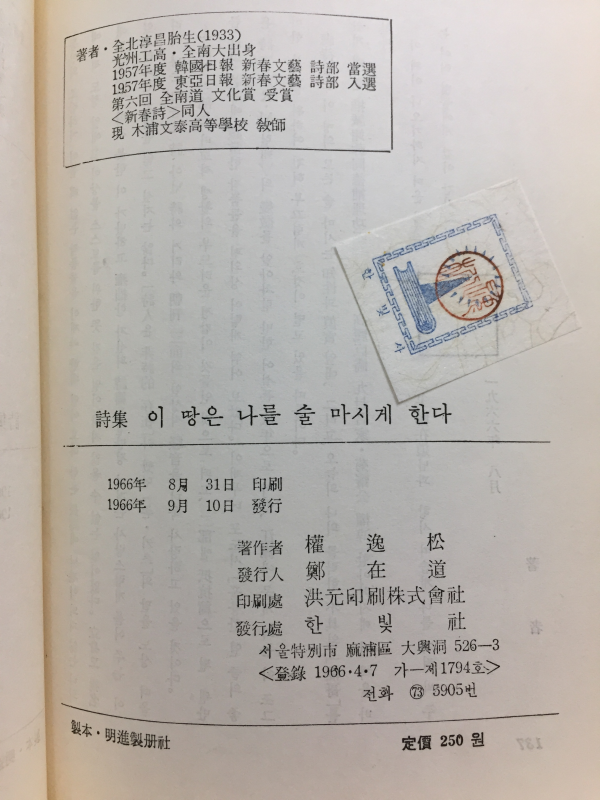 著者·全北淳昌胎生(1933)
光州工高·全南大出身
1957年度 韓國日報 新春文藝 詩部 當選
1957年度 東亞日報 新春文藝 詩部 入選
第六回 全南道 文化賞 受賞
<新春詩>同人
現 木浦文泰高等學校 敎師
한빛사
詩集 이 땅은 나를 술 마시게 한다
1966年 8月 31日 印刷
1966年 9月 10日 發行
著作者 權逸松
發行人 鄭在道
印刷處 洪元印刷株式會社
發行處 한빛社
서울特別市 麻浦區 大興洞 526—3
<登錄 1966·4·7 가—제1794호>
전화 ㉝ 5905번
製本·明進製册社
定價 250 원